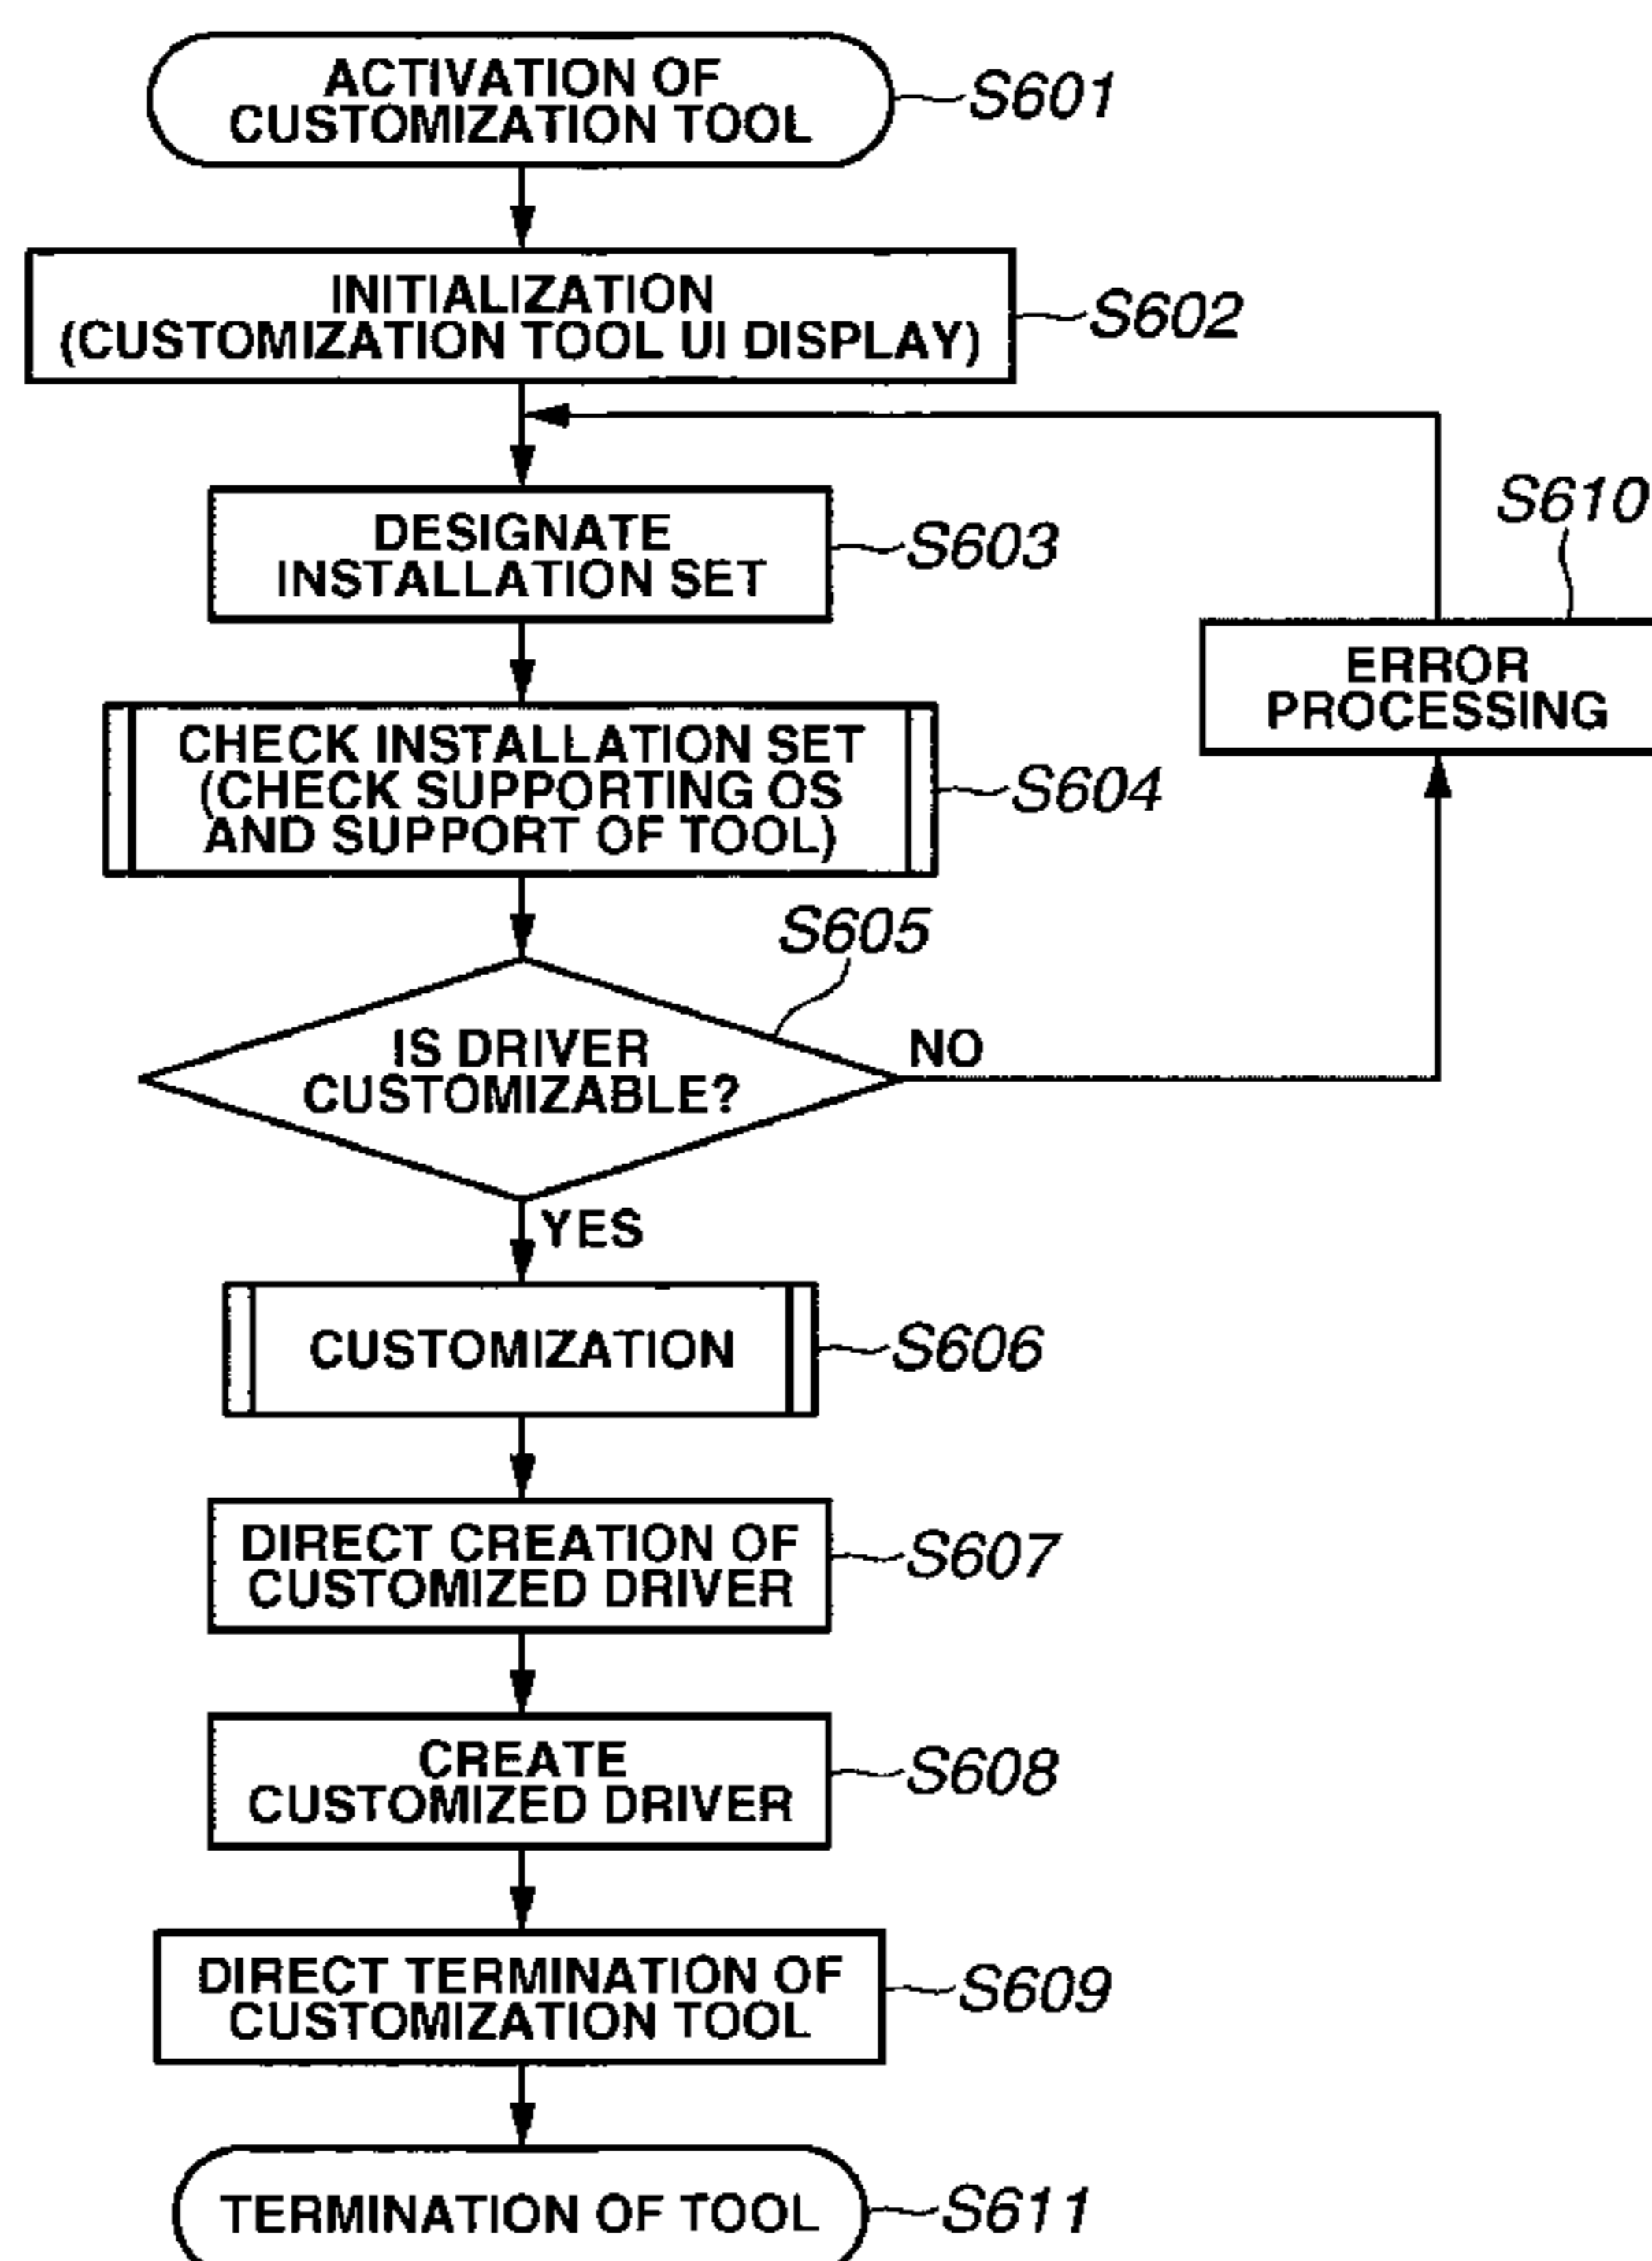 ACTIVATION OF
CUSTOMIZATION TOOL
S601
INITIALIZATION
(CUSTOMIZATION TOOL UI DISPLAY)
S602
DESIGNATE
INSTALLATION SET
S603
S610
ERROR
PROCESSING
CHECK INSTALLATION SET
(CHECK SUPPORTING OS
AND SUPPORT OF TOOL)
S604
S605
IS DRIVER
CUSTOMIZABLE?
NO
YES
CUSTOMIZATION
S606
DIRECT CREATION OF
CUSTOMIZED DRIVER
S607
CREATE
CUSTOMIZED DRIVER
S608
DIRECT TERMINATION OF
CUSTOMIZATION TOOL
S609
TERMINATION OF TOOL
S611